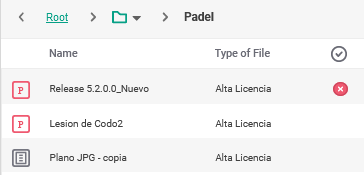 Root Padel
Name Type of File
P Release 5.2.0.0_Nuevo Alta Licencia
P Lesion de Codo2 Alta Licencia
Plano JPG - copia Alta Licencia